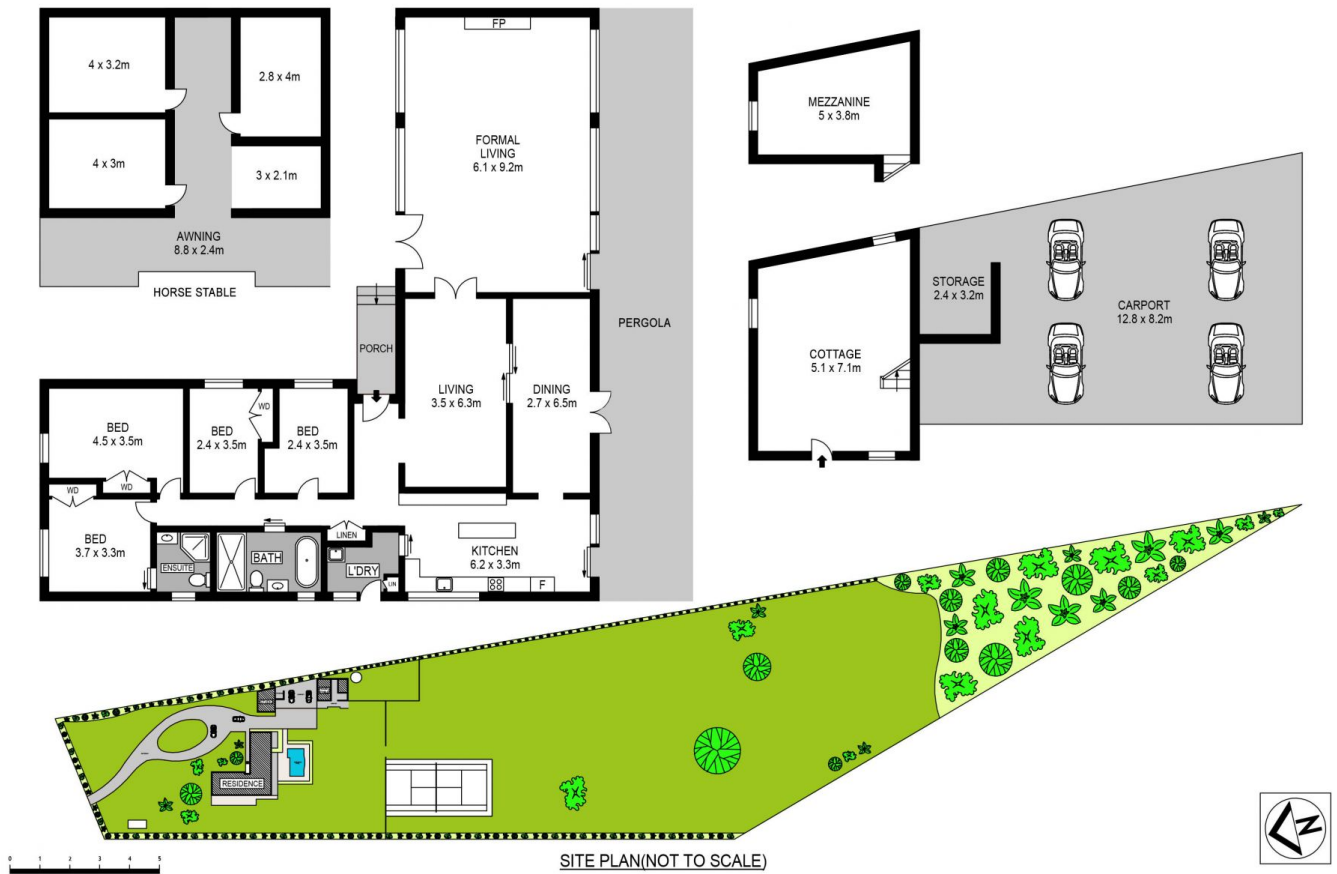 4 x 3.2m
2.8 x 4m
4 x 3m
3 x 2.1m
AWNING
8.8 x 2.4m
HORSE STABLE
FP
FORMAL
LIVING
6.1 x 9.2m
PERGOLA
PORCH
LIVING
3.5 x 6.3m
DINING
2.7 x 6.5m
BED
4.5 x 3.5m
WD
BED
2.4 x 3.5m
WD
BED
2.4 x 3.5m
WD
BED
3.7 x 3.3m
ENSUITE
BATH
LINEN
L'DRY
LIN
KITCHEN
6.2 x 3.3m
F
MEZZANINE
5 x 3.8m
COTTAGE
5.1 x 7.1m
STORAGE
2.4 x 3.2m
CARPORT
12.8 x 8.2m
RESIDENCE
SITE PLAN(NOT TO SCALE)
0 1 2 3 4 5
N